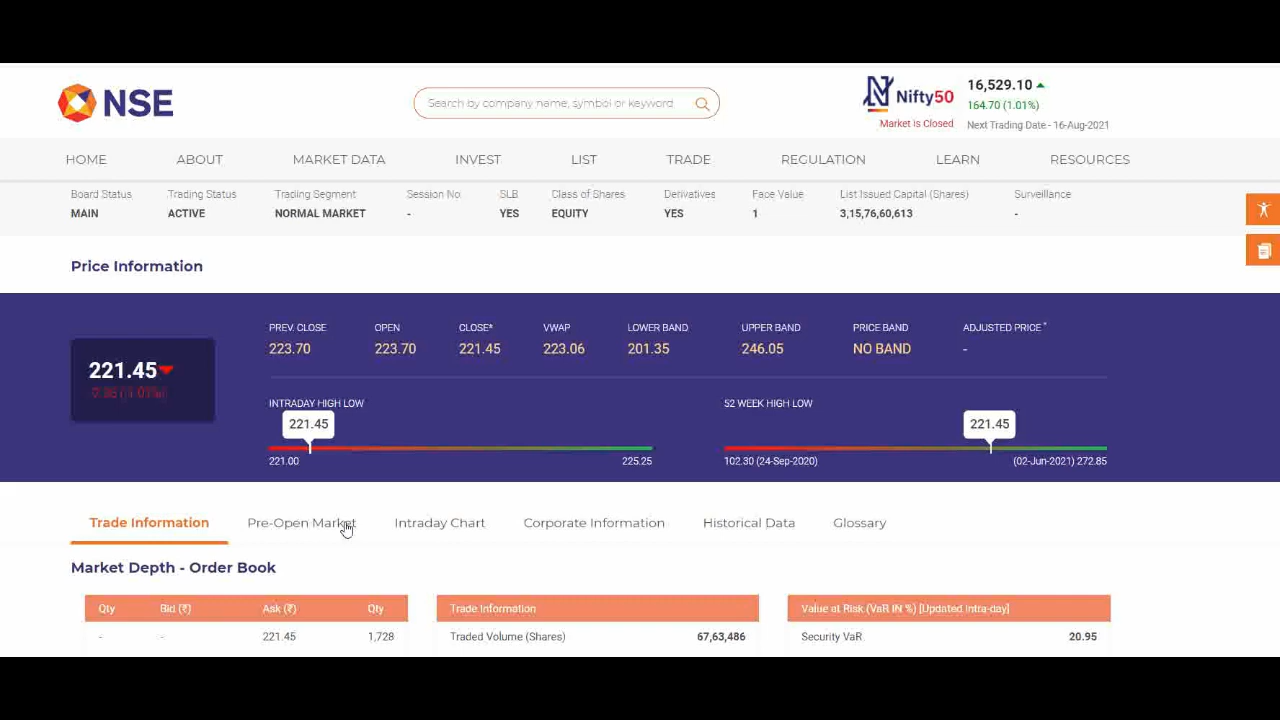 NSE
Search by company name, symbol or keyword
Nifty50
16,529.10
164.70 (1.01%)
Market Is Closed
Next Trading Date - 16-Aug-2021
HOME ABOUT MARKET DATA INVEST LIST TRADE REGULATION LEARN RESOURCES
Board Status Trading Status Trading Segment Session No. SLB Class of Shares Derivatives Face Value List Issued Capital (Shares) Surveillance
MAIN ACTIVE NORMAL MARKET - YES EQUITY YES 1 3,15,76,60,613 -
Price Information
PREV. CLOSE OPEN CLOSE* VWAP LOWER BAND UPPER BAND PRICE BAND ADJUSTED PRICE*
223.70 223.70 221.45 223.06 201.35 246.05 NO BAND -
221.45
INTRADAY HIGH LOW 52 WEEK HIGH LOW
221.45 221.45
221.00 225.25 102.30 (24-Sep-2020) (02-Jun-2021) 272.85
Trade Information Pre-Open Market Intraday Chart Corporate Information Historical Data Glossary
Market Depth - Order Book
Qty Bid (₹) Ask (₹) Qty Trade Information Value at Risk (VaR IN %) [Updated Intra-day]
- - 221.45 1,728 Traded Volume (Shares) 67,63,486 Security VaR 20.95